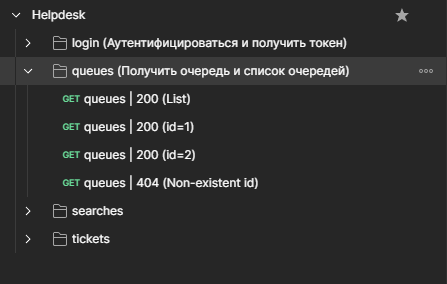 Helpdesk
login (Аутентифицироваться и получить токен)
queues (Получить очередь и список очередей)
GET queues | 200 (List)
GET queues | 200 (id=1)
GET queues | 200 (id=2)
GET queues | 404 (Non-existent id)
searches
tickets